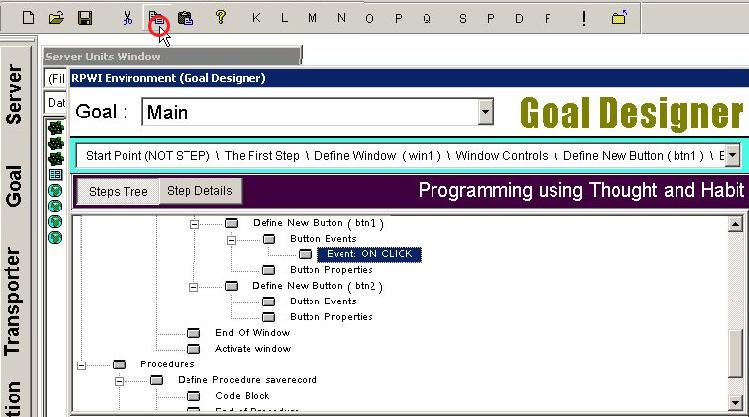 K L M N O P Q S P D F !
Server Units Window
(Fil
RPWI Environment (Goal Designer)
Dat
Goal : Main
Goal Designer
Start Point (NOT STEP) \ The First Step \ Define Window ( win1 ) \ Window Controls \ Define New Button ( btn1 ) \ E
Steps Tree Step Details Programming using Thought and Habit
Define New Button ( btn1 )
Button Events
Event: ON CLICK
Button Properties
Define New Button ( btn2 )
Button Events
Button Properties
End Of Window
Activate window
Procedures
Define Procedure saverecord
Code Block
End of Procedure
Server
Goal
Transporter
tion